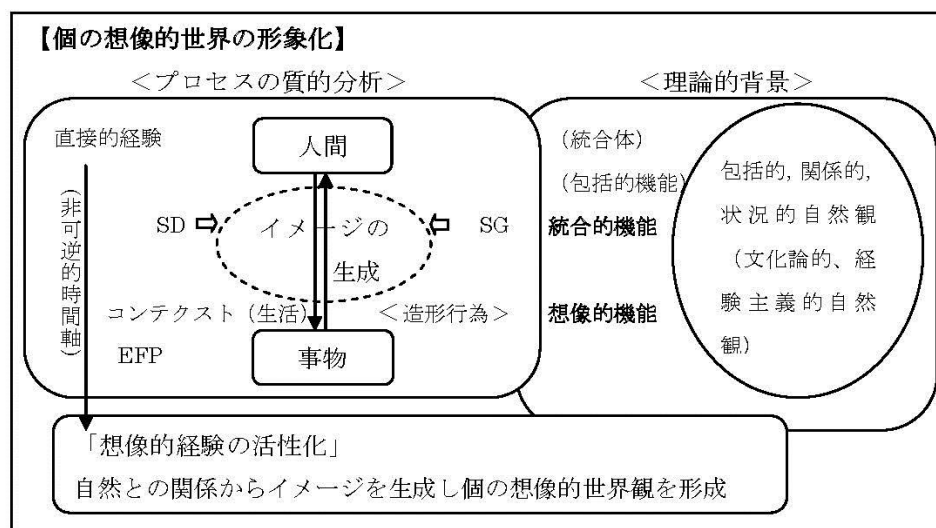 【個の想像的世界の形象化】
＜プロセスの質的分析＞
＜理論的背景＞
直接的経験
(非可逆的時間軸)
人間
SD
イメージの
生成
SG
コンテクスト（生活）
＜造形行為＞
EFP
事物
（統合体）
（包括的機能）
統合的機能
想像的機能
包括的, 関係的,
状況的自然観
（文化論的、経
験主義的自然
観）
「想像的経験の活性化」
自然との関係からイメージを生成し個の想像的世界観を形成